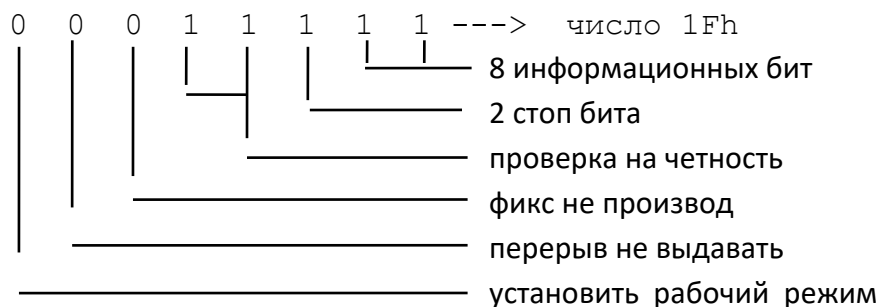 0 0 0 1 1 1 1 1 ---> число 1Fh
8 информационных бит
2 стоп бита
проверка на четность
фикс не производ
перерыв не выдавать
установить рабочий режим